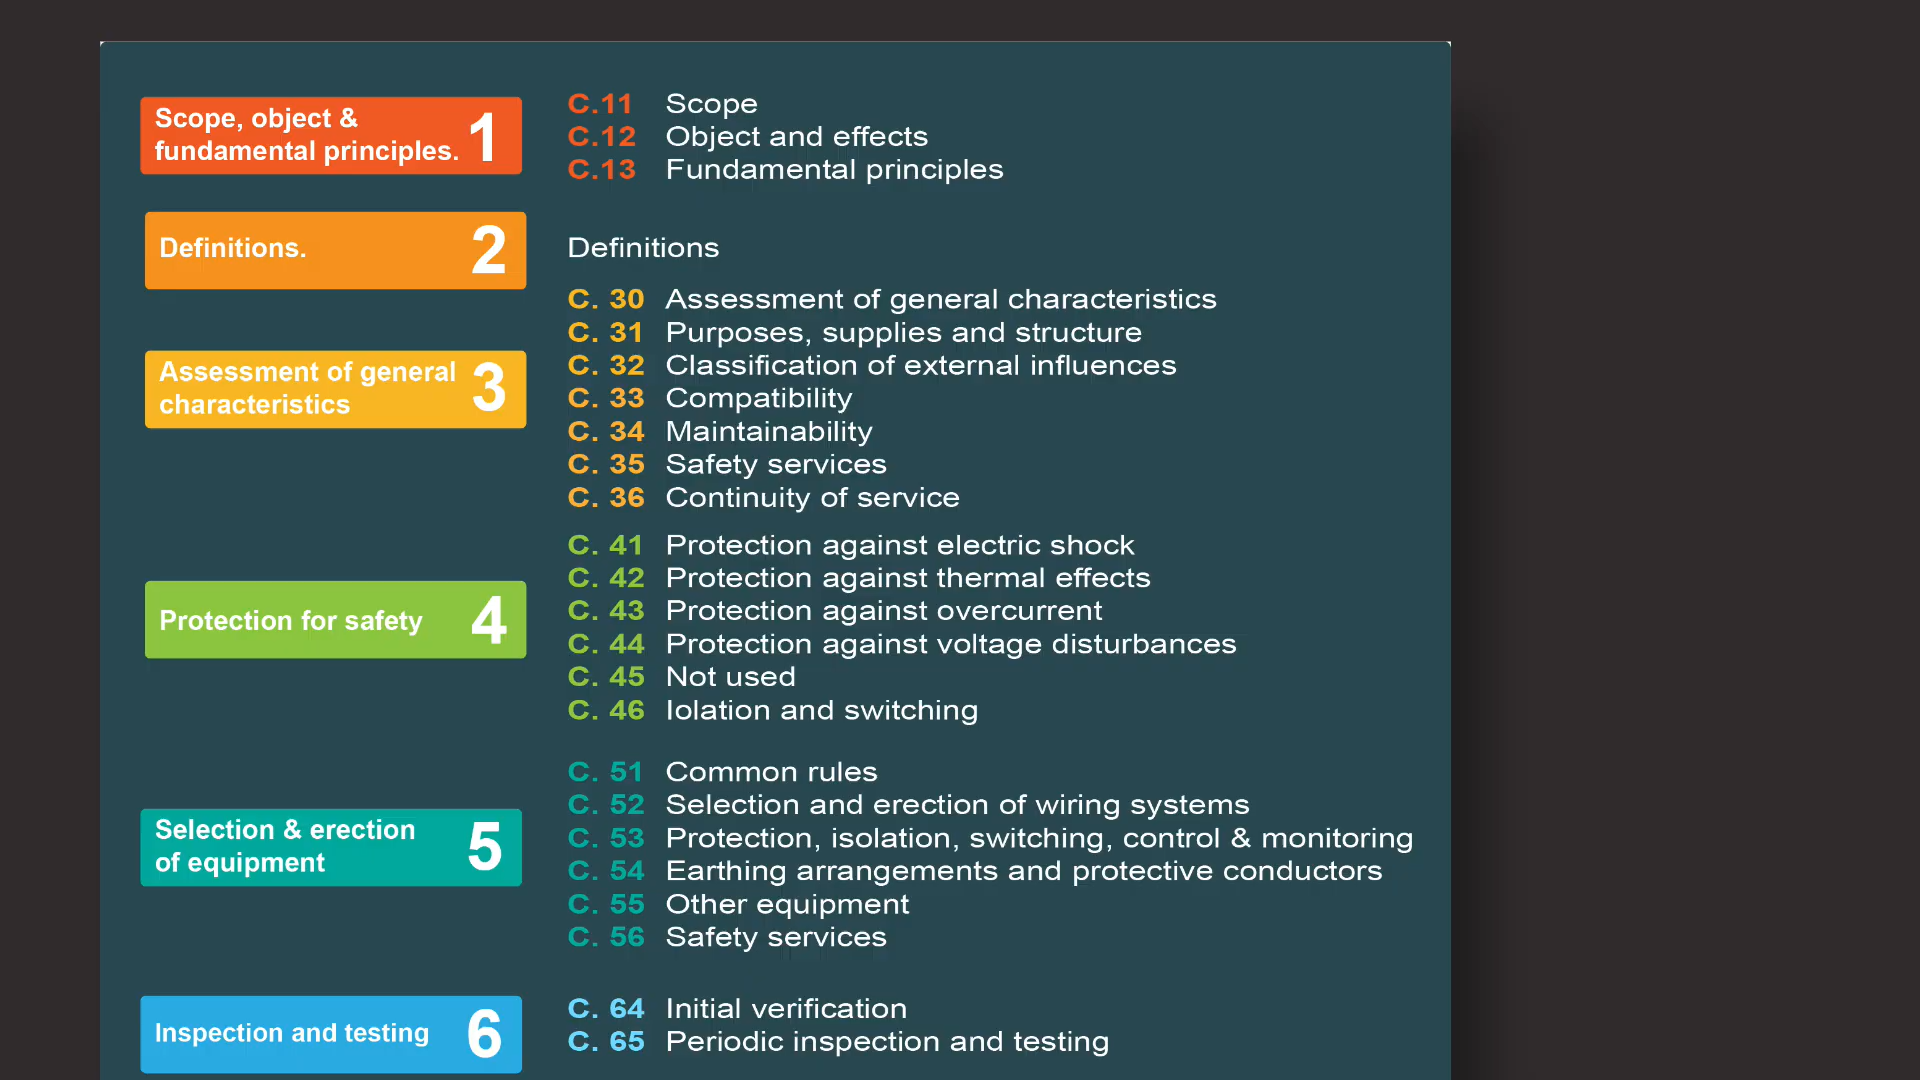 Scope, object &
fundamental principles.
1
C.11 Scope
C.12 Object and effects
C.13 Fundamental principles
Definitions.
2
Definitions
Assessment of general
characteristics
3
C. 30 Assessment of general characteristics
C. 31 Purposes, supplies and structure
C. 32 Classification of external influences
C. 33 Compatibility
C. 34 Maintainability
C. 35 Safety services
C. 36 Continuity of service
Protection for safety
4
C. 41 Protection against electric shock
C. 42 Protection against thermal effects
C. 43 Protection against overcurrent
C. 44 Protection against voltage disturbances
C. 45 Not used
C. 46 Iolation and switching
Selection & erection
of equipment
5
C. 51 Common rules
C. 52 Selection and erection of wiring systems
C. 53 Protection, isolation, switching, control & monitoring
C. 54 Earthing arrangements and protective conductors
C. 55 Other equipment
C. 56 Safety services
Inspection and testing
6
C. 64 Initial verification
C. 65 Periodic inspection and testing